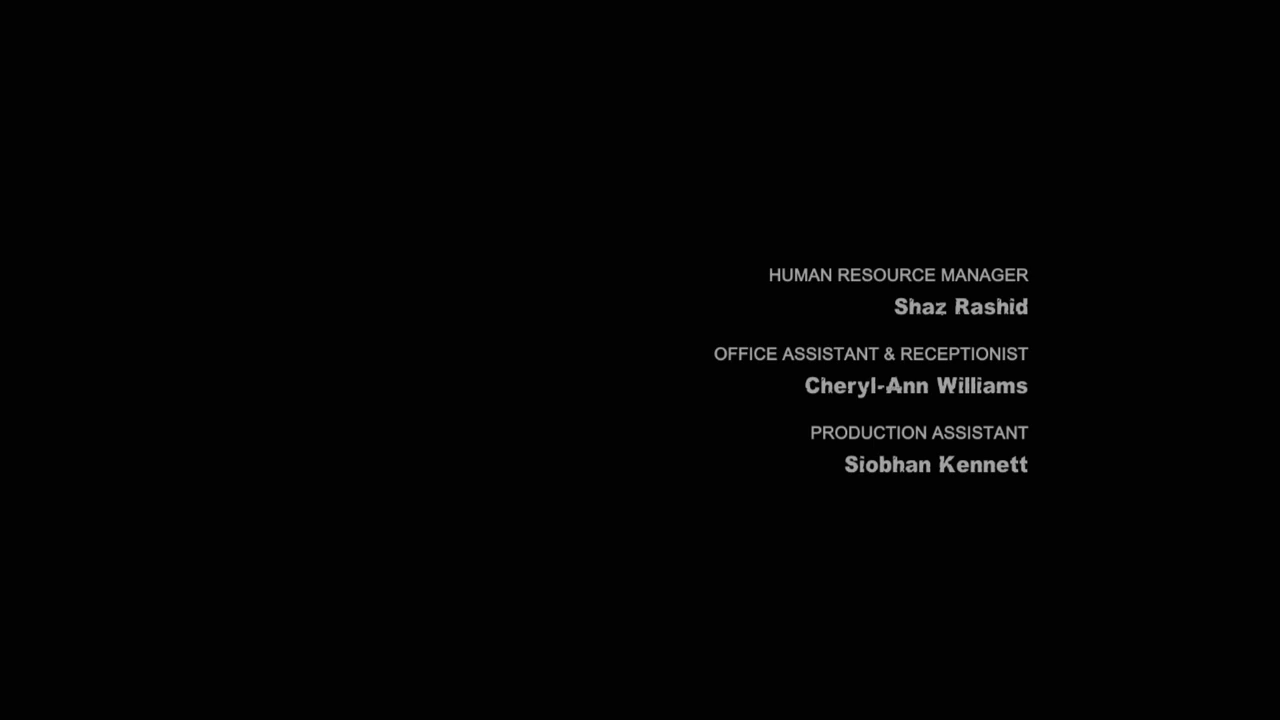 HUMAN RESOURCE MANAGER
Shaz Rashid
OFFICE ASSISTANT & RECEPTIONIST
Cheryl-Ann Williams
PRODUCTION ASSISTANT
Siobhan Kennett